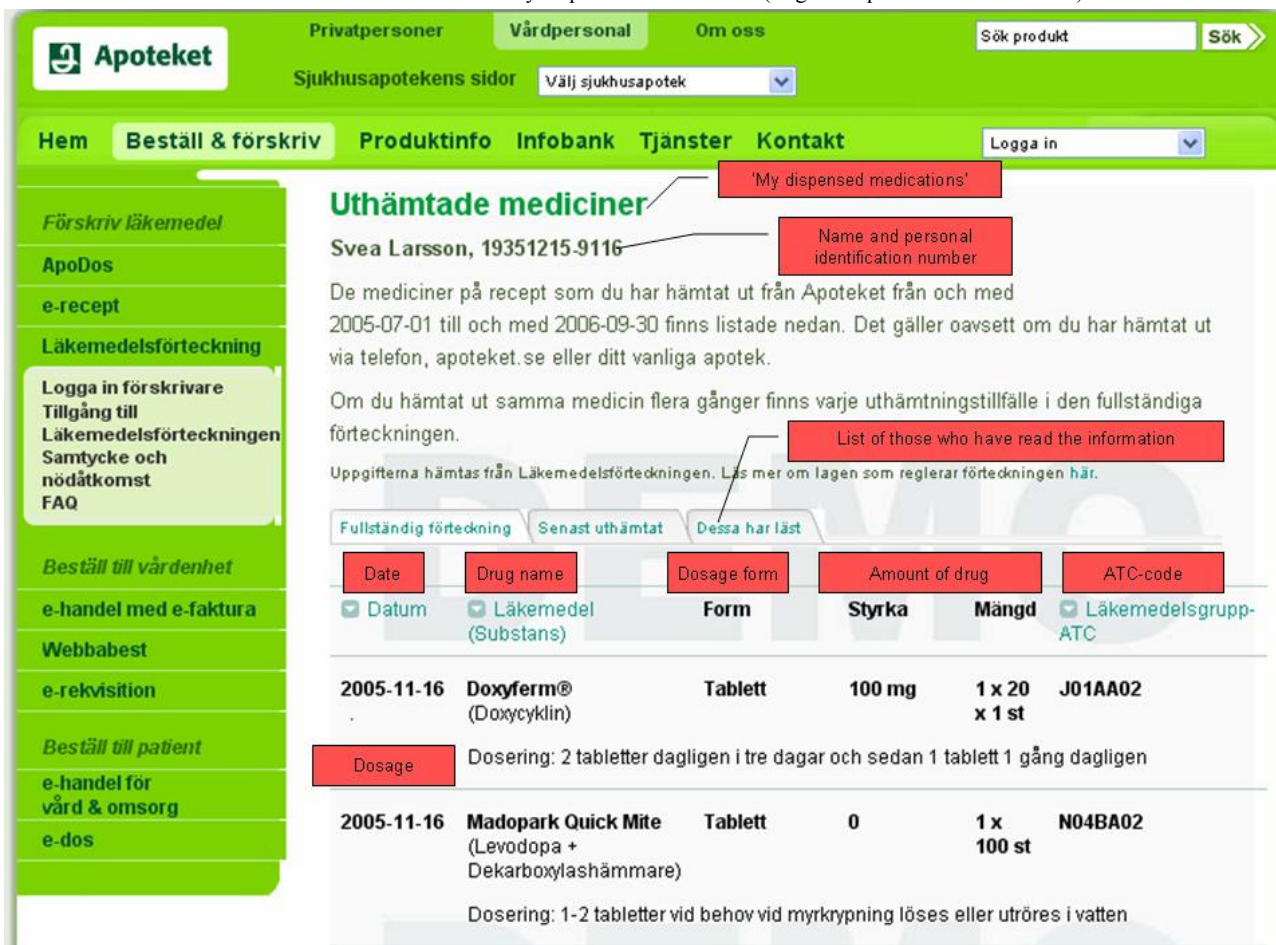 Privatpersoner Vårdpersonal Om oss Sök produkt Sök
Apoteket
Sjukhusapotekens sidor Välj sjukhusapotek
Hem Beställ & förskriv Produktinfo Infobank Tjänster Kontakt Logga in
Förskriv läkemedel
ApoDos
e-recept
Läkemedelsförteckning
Logga in förskrivare
Tillgång till
Läkemedelsförteckningen
Samtycke och
nödåtkomst
FAQ
Beställ till vårdenhet
e-handel med e-faktura
Webbabest
e-rekvisition
Beställ till patient
e-handel för
vård & omsorg
e-dos
Uthämtade mediciner
'My dispensed medications'
Svea Larsson, 19351215-9116
Name and personal
identification number
De mediciner på recept som du har hämtat ut från Apoteket från och med
2005-07-01 till och med 2006-09-30 finns listade nedan. Det gäller oavsett om du har hämtat ut
via telefon, apoteket.se eller ditt vanliga apotek.
Om du hämtat ut samma medicin flera gånger finns varje uthämtningstillfälle i den fullständiga
förteckningen.
List of those who have read the information
Uppgifterna hämtas från Läkemedelsförteckningen. Läs mer om lagen som reglerar förteckningen här.
Fullständig förteckning Senast uthämtat Dessa har läst
DEMO
Date Drug name Dosage form Amount of drug ATC-code
Datum Läkemedel Form Styrka Mängd Läkemedelsgrupp-
(Substans) ATC
2005-11-16 Doxyferm® Tablett 100 mg 1 x 20 J01AA02
(Doxycyklin) x 1 st
Dosage
Dosering: 2 tabletter dagligen i tre dagar och sedan 1 tablett 1 gång dagligen
2005-11-16 Madopark Quick Mite Tablett 0 1 x N04BA02
(Levodopa + 100 st
Dekarboxylashämmare)
Dosering: 1-2 tabletter vid behov vid myrkrypning löses eller utröres i vatten